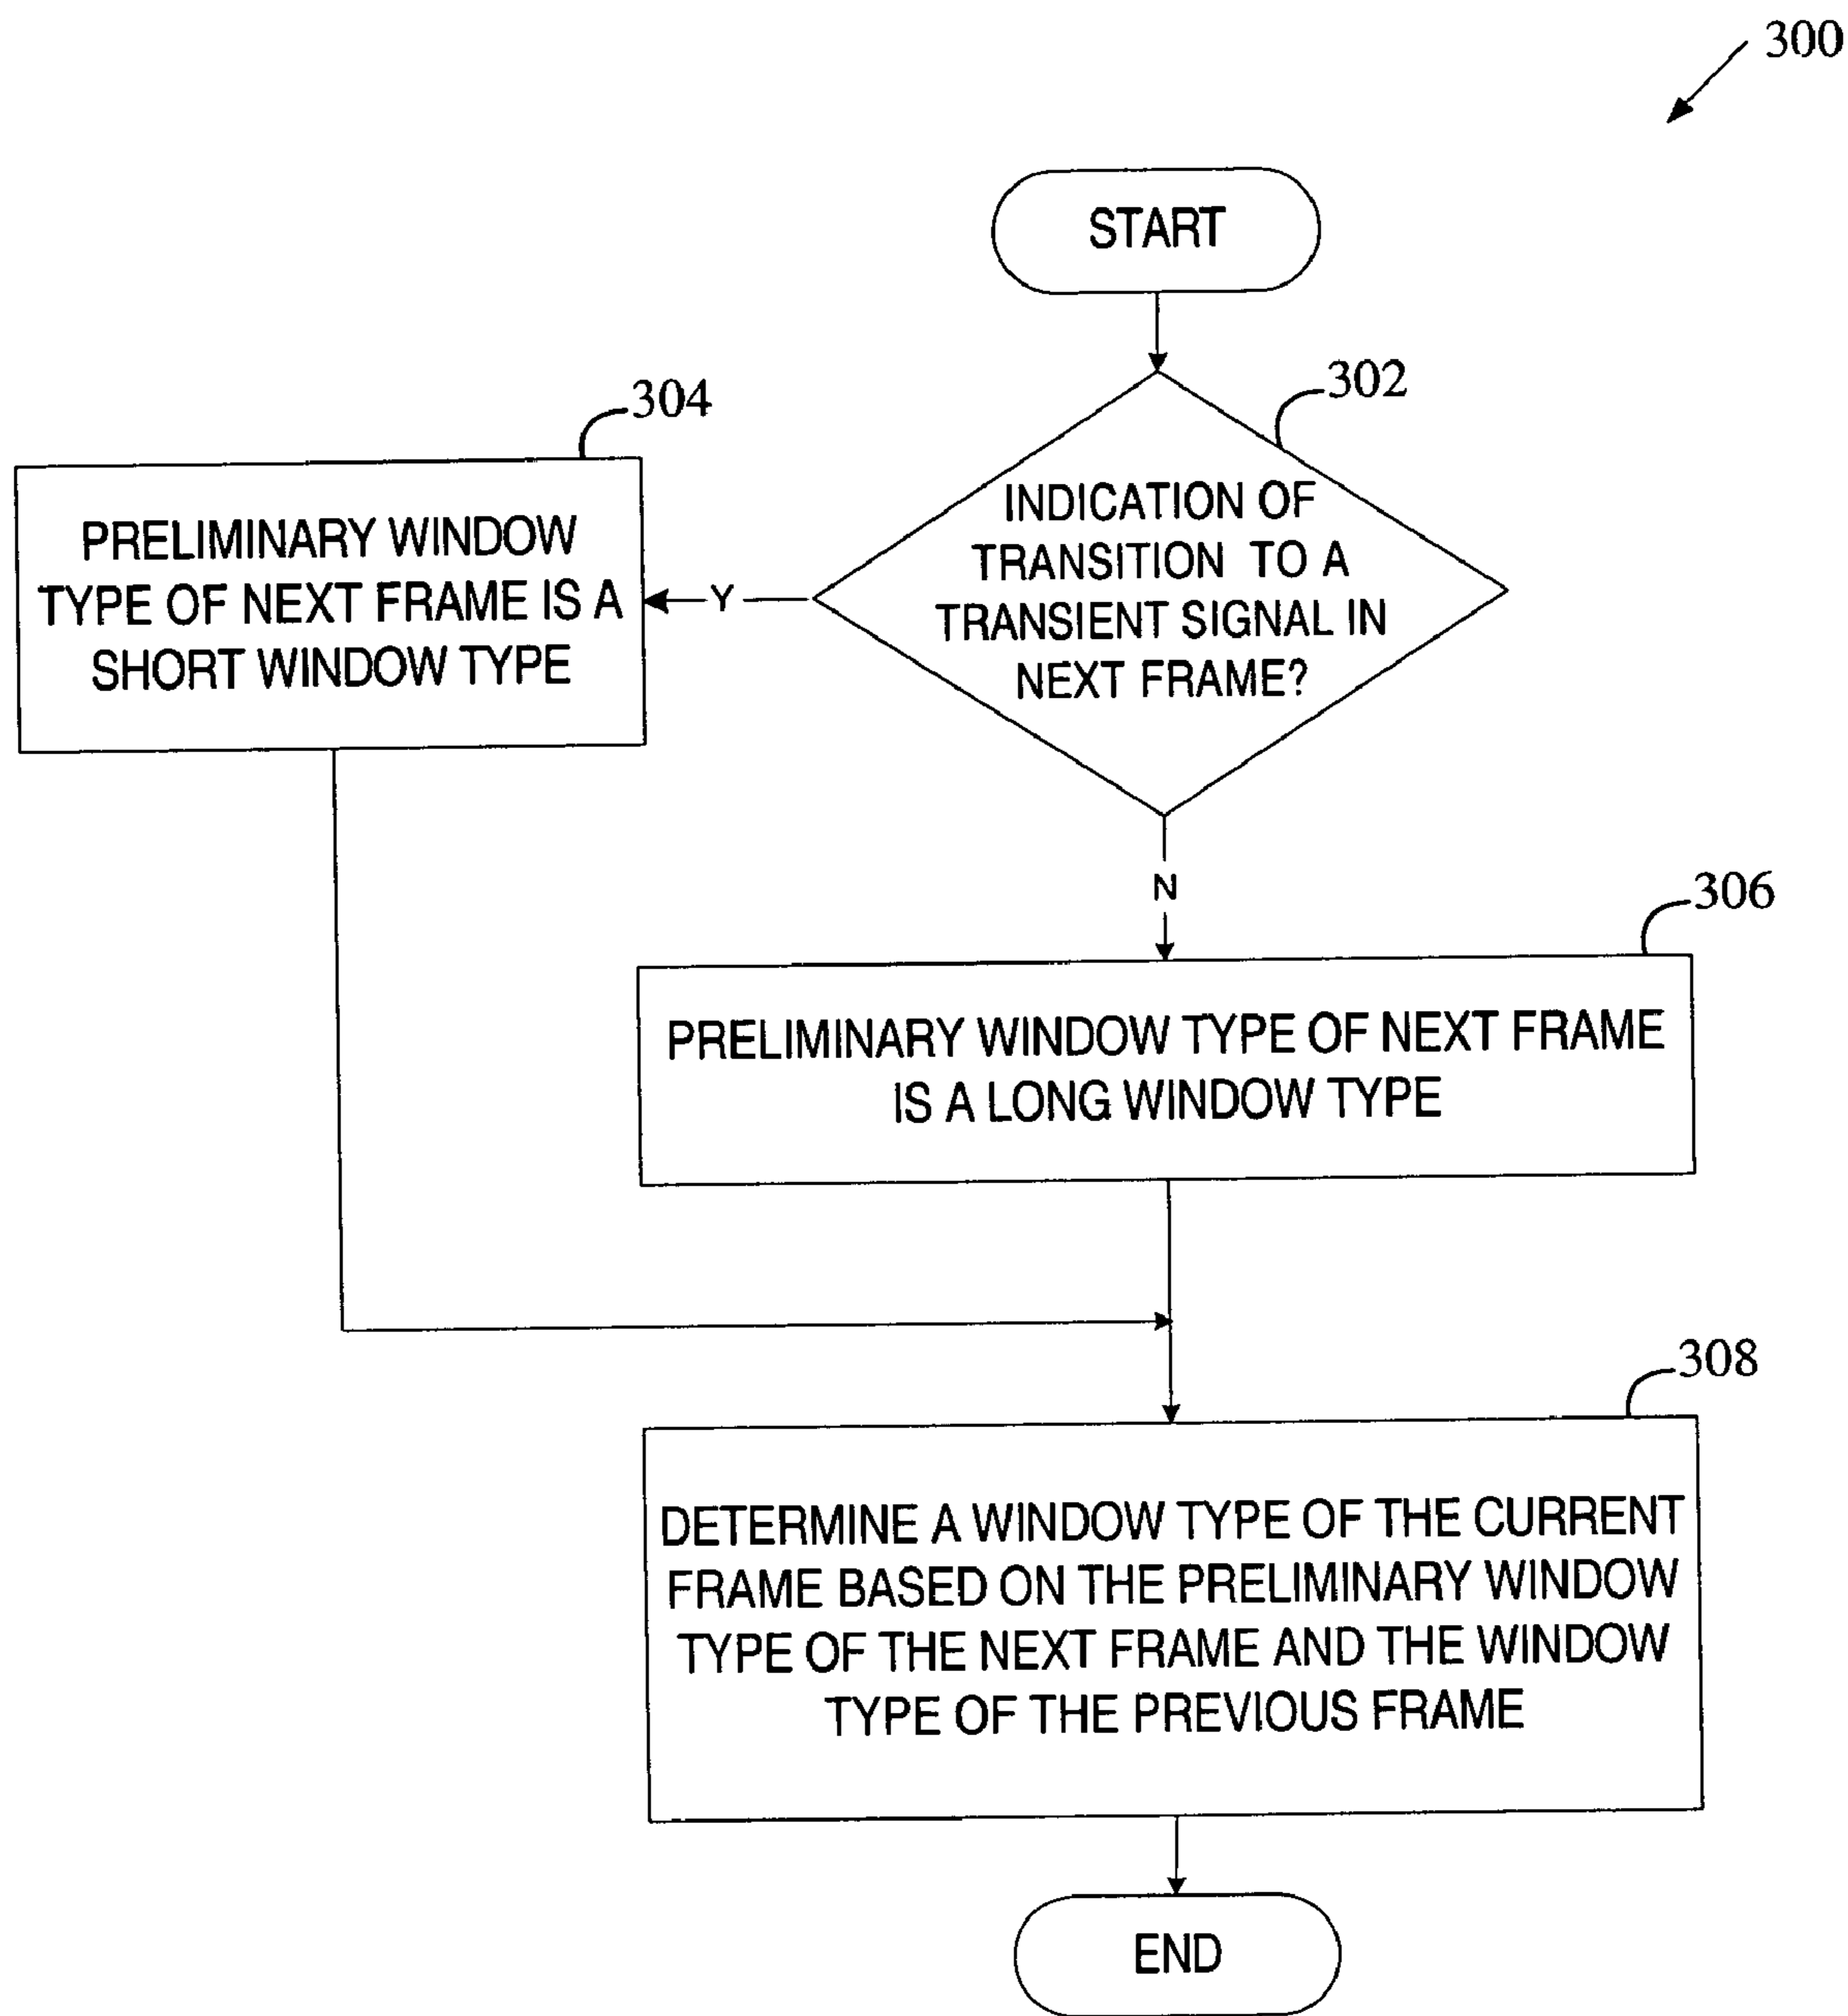 300
START
302
INDICATION OF
TRANSITION TO A
TRANSIENT SIGNAL IN
NEXT FRAME?
Y
304
PRELIMINARY WINDOW
TYPE OF NEXT FRAME IS A
SHORT WINDOW TYPE
N
306
PRELIMINARY WINDOW TYPE OF NEXT FRAME
IS A LONG WINDOW TYPE
308
DETERMINE A WINDOW TYPE OF THE CURRENT
FRAME BASED ON THE PRELIMINARY WINDOW
TYPE OF THE NEXT FRAME AND THE WINDOW
TYPE OF THE PREVIOUS FRAME
END